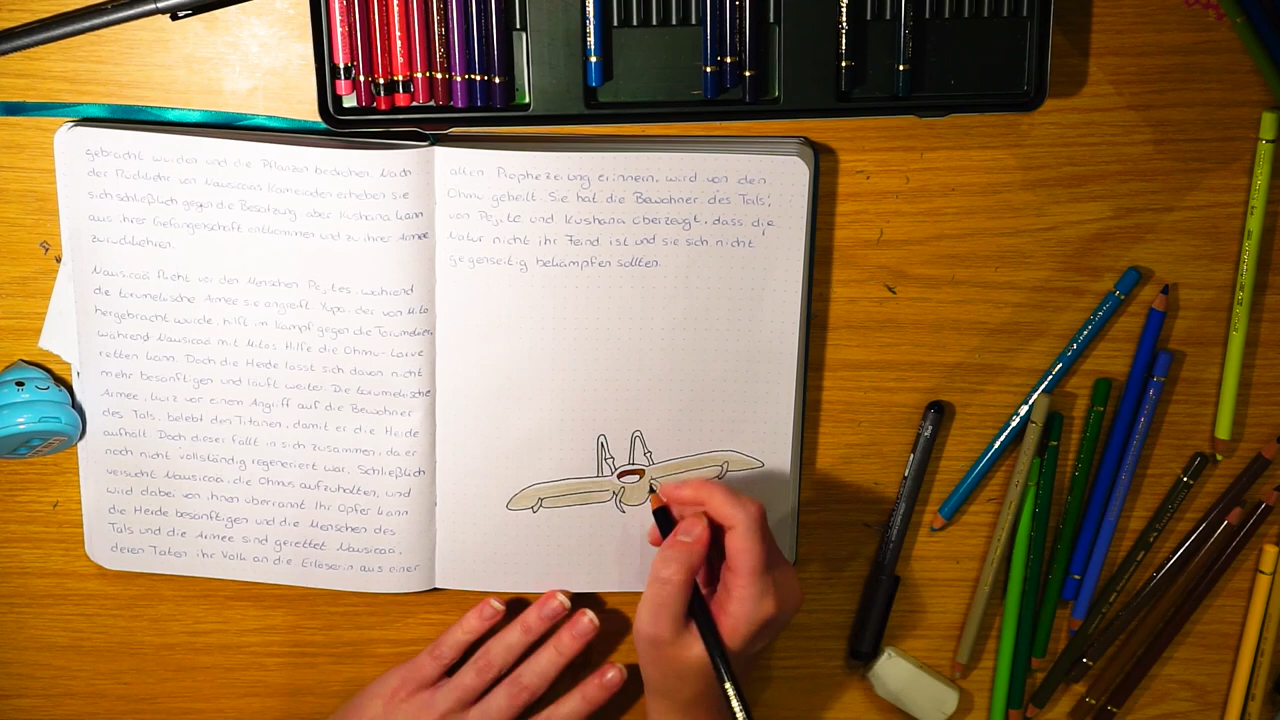 gebracht wurden und die Pflanzen bedrohen. Nach
der Rückkehr von Nausicaäs Kameraden erheben sie
sich schließlich gegen die Besatzung, aber Kushana kann
aus ihrer Gefangenschaft entkommen und zu ihrer Armee
zurückkehren.
Nausicaä flieht vor den Menschen Pejites, während
die torumekische Armee sie angreift. Yupa, der von Mito
hergebracht wurde, hilft im Kampf gegen die Torumekier,
während Nausicaä mit Mitos Hilfe die Ohmu-Larve
retten kann. Doch die Herde lässt sich davon nicht
mehr besänftigen und läuft weiter. Die torumekische
Armee, kurz vor einem Angriff auf die Bewohner
des Tals, belebt den Titanen, damit er die Herde
aufhält. Doch dieser fällt in sich zusammen, da er
noch nicht vollständig regeneriert war. Schließlich
versucht Nausicaä, die Ohmus aufzuhalten, und
wird dabei von ihnen überrannt. Ihr Opfer kann
die Herde besänftigen und die Menschen des
Tals und die Armee sind gerettet. Nausicaä,
deren Taten ihr Volk an die Erlöserin aus einer
alten Prophezeiung erinnern, wird von den
Ohmu geheilt. Sie hat die Bewohner des Tals,
von Pejite und Kushana überzeugt, dass die
Natur nicht ihr Feind ist und sie sich nicht
gegenseitig bekämpfen sollten.